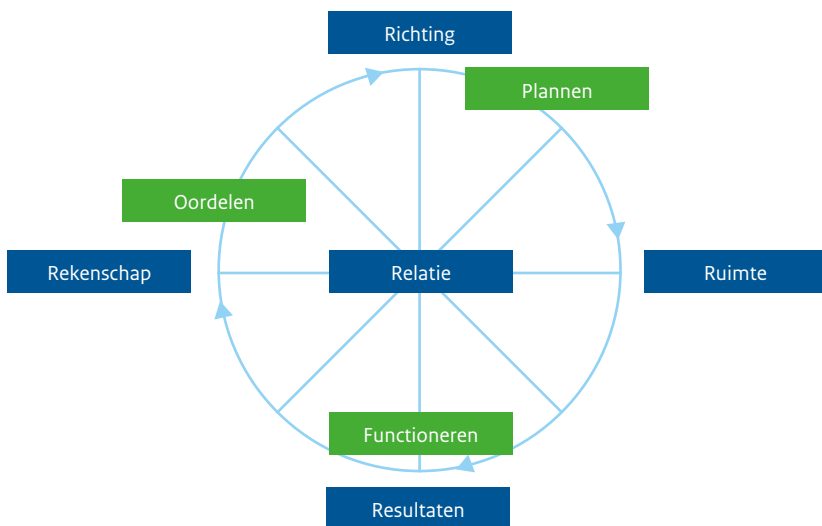 Richting
Plannen
Oordelen
Rekenschap
Relatie
Ruimte
Functioneren
Resultaten